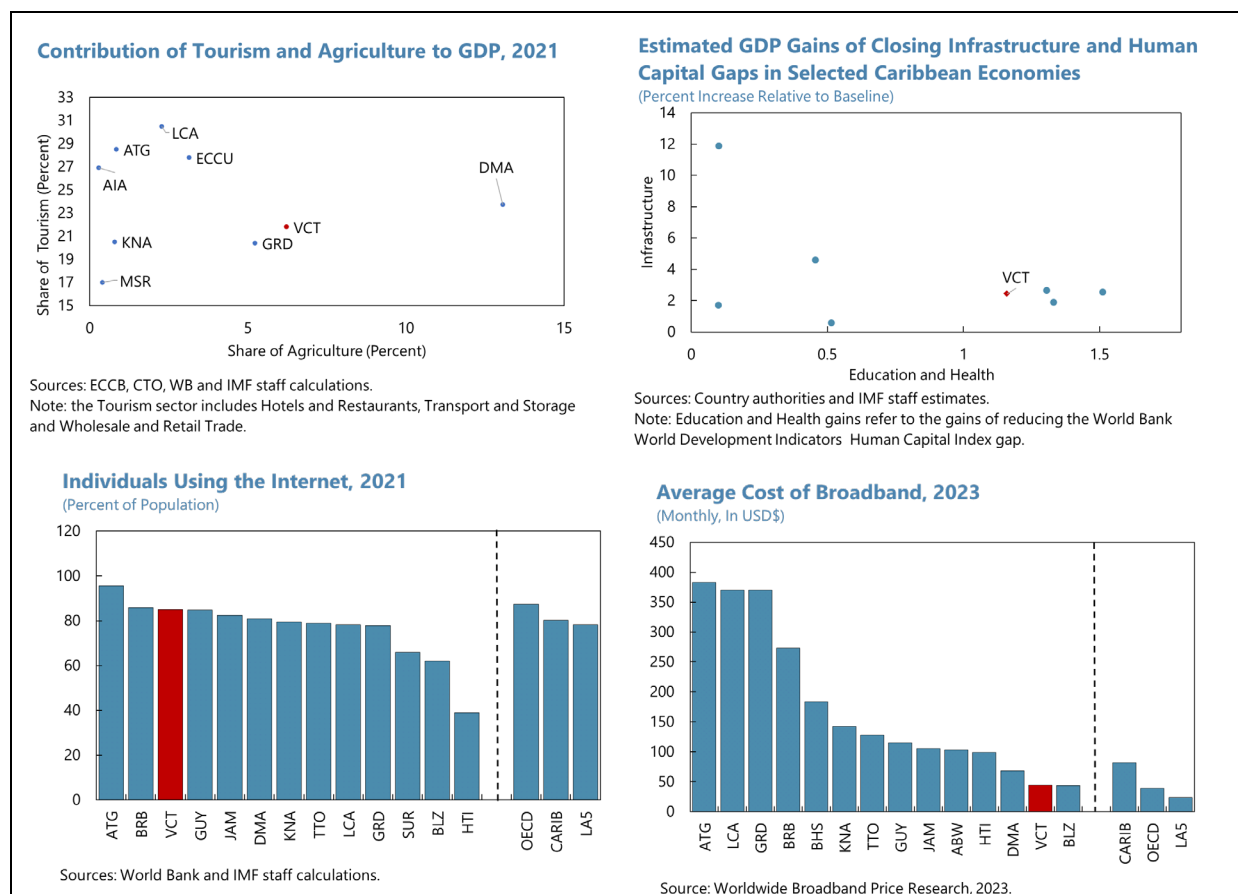 Contribution of Tourism and Agriculture to GDP, 2021
33
31
29
27
25
23
21
19
17
15
Share of Tourism (Percent)
LCA
ATG
ECCU
AIA
DMA
VCT
KNA
GRD
MSR
0
5
10
15
Share of Agriculture (Percent)
Sources: ECCB, CTO, WB and IMF staff calculations.
Note: the Tourism sector includes Hotels and Restaurants, Transport and Storage
and Wholesale and Retail Trade.
Estimated GDP Gains of Closing Infrastructure and Human
Capital Gaps in Selected Caribbean Economies
(Percent Increase Relative to Baseline)
14
12
10
8
6
4
2
0
Infrastructure
VCT
0
0.5
1
1.5
Education and Health
Sources: Country authorities and IMF staff estimates.
Note: Education and Health gains refer to the gains of reducing the World Bank
World Development Indicators Human Capital Index gap.
Individuals Using the Internet, 2021
(Percent of Population)
120
100
80
60
40
20
0
ATG
BRB
VCT
GUY
JAM
DMA
KNA
TTO
LCA
GRD
SUR
BLZ
HTI
OECD
CARIB
LA5
Sources: World Bank and IMF staff calculations.
Average Cost of Broadband, 2023
(Monthly, In USD$)
450
400
350
300
250
200
150
100
50
0
ATG
LCA
GRD
BRB
BHS
KNA
TTO
GUY
JAM
ABW
HTI
DMA
VCT
BLZ
CARIB
OECD
LA5
Source: Worldwide Broadband Price Research, 2023.